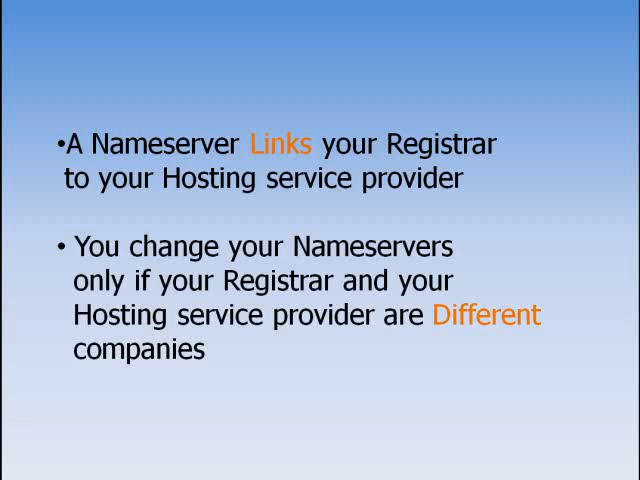 •A Nameserver Links your Registrar
to your Hosting service provider
• You change your Nameservers
only if your Registrar and your
Hosting service provider are Different
companies